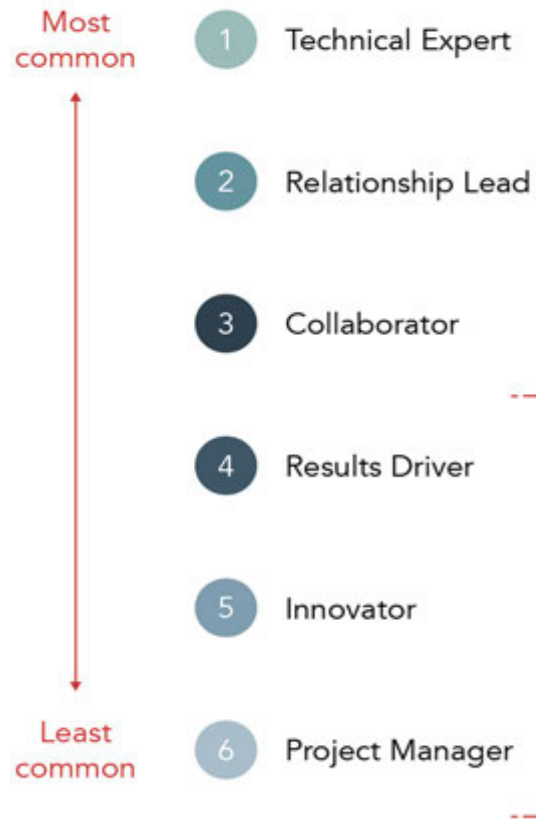 Most
common
1 Technical Expert
2 Relationship Lead
3 Collaborator
4 Results Driver
5 Innovator
Least
common
6 Project Manager